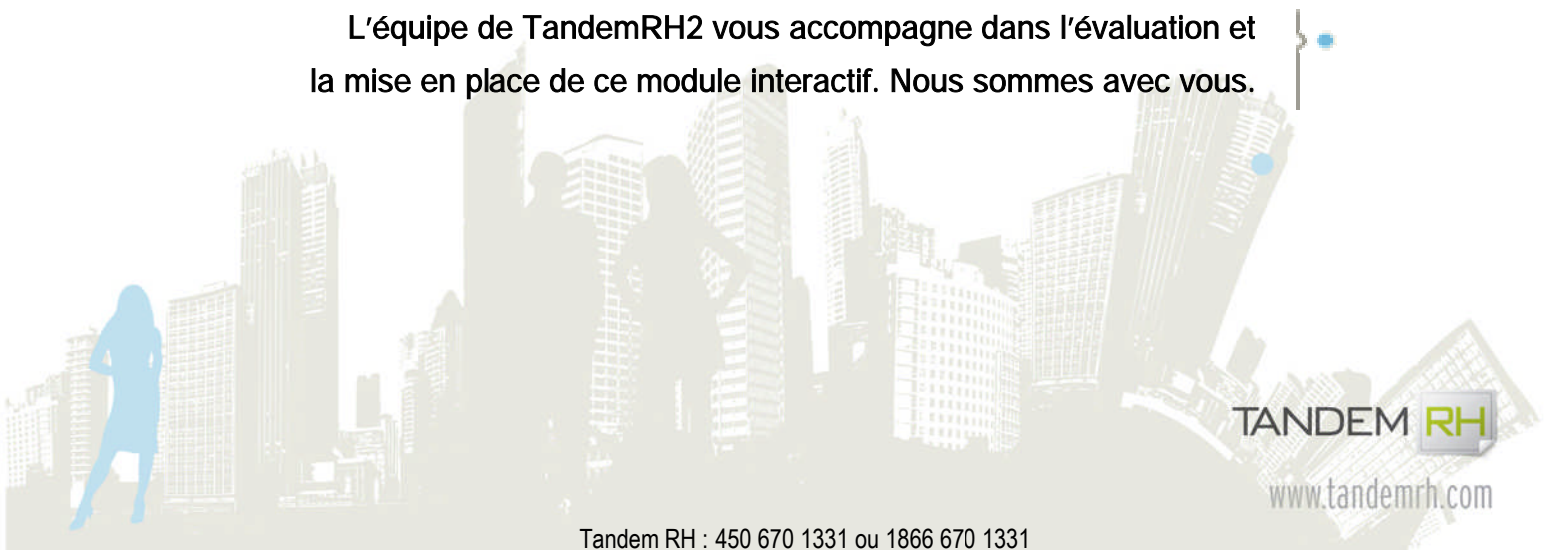 L'équipe de TandemRH2 vous accompagne dans l'évaluation et
la mise en place de ce module interactif. Nous sommes avec vous.
TANDEM RH
www.tandemrh.com
Tandem RH : 450 670 1331 ou 1866 670 1331